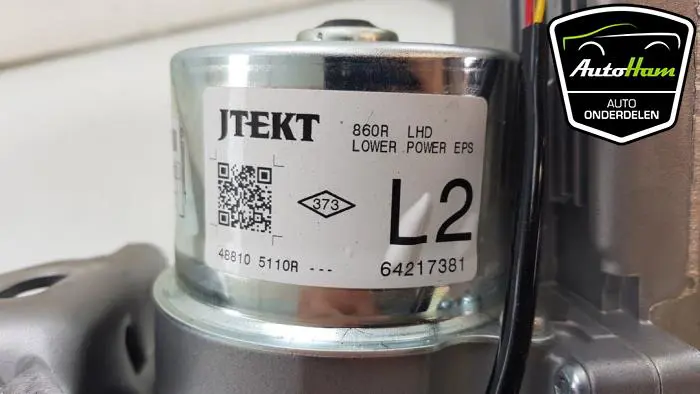 JTEKT
860R LHD
LOWER POWER EPS
373
L2
48810 5110R ---
64217381
AutoHam
AUTO
ONDERDELEN